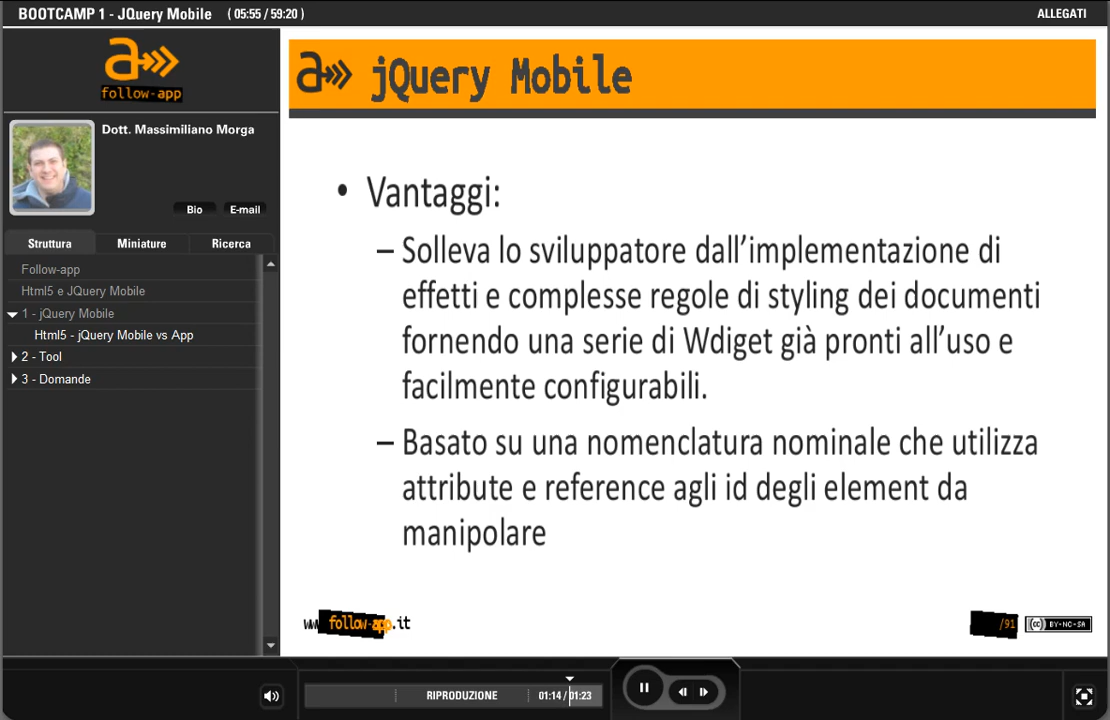 BOOTCAMP 1 - JQuery Mobile ( 05:55 / 59:20 )
ALLEGATI
a
follow-app
Dott. Massimiliano Morga
Bio
E-mail
Struttura
Miniature
Ricerca
Follow-app
Html5 e JQuery Mobile
1 - jQuery Mobile
Html5 - jQuery Mobile vs App
2 - Tool
3 - Domande
a jQuery Mobile
• Vantaggi:
– Solleva lo sviluppatore dall’implementazione di
effetti e complesse regole di styling dei documenti
fornendo una serie di Wdiget già pronti all’uso e
facilmente configurabili.
– Basato su una nomenclatura nominale che utilizza
attribute e reference agli id degli element da
manipolare
www.follow-app.it
/91
(cc) BY-NC-SA
RIPRODUZIONE
01:14 / 01:23